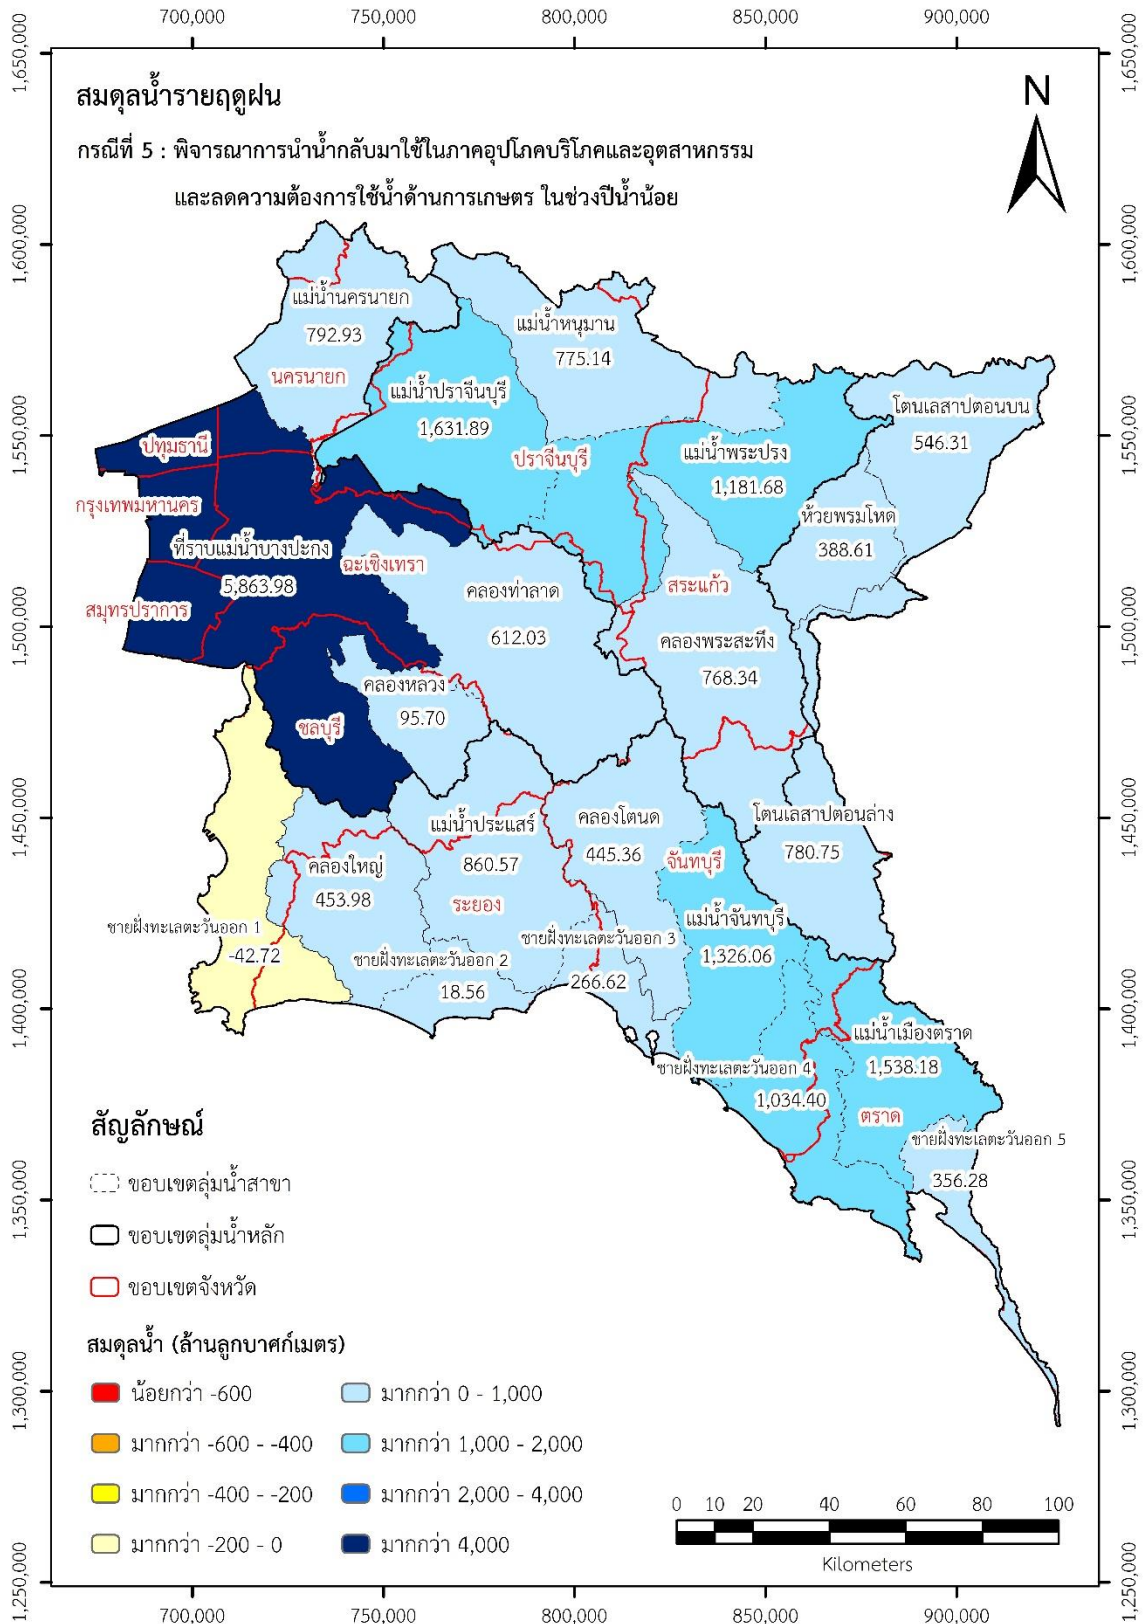 700,000 750,000 800,000 850,000 900,000
1,650,000 1,650,000
สมดุลน้ำรายฤดูฝน
N
กรณีที่ 5 : พิจารณาการนำน้ำกลับมาใช้ในภาคอุปโภคบริโภคและอุตสาหกรรม
และลดความต้องการใช้น้ำด้านการเกษตร ในช่วงปีน้ำน้อย
1,600,000 1,600,000
แม่น้ำนครนายก
792.93
นครนายก
แม่น้ำหนุมาน
775.14
แม่น้ำปราจีนบุรี
1,631.89
โตนเลสาปตอนบน
546.31
1,550,000 1,550,000
ปทุมธานี
ปราจีนบุรี
แม่น้ำพระปรง
1,181.68
กรุงเทพมหานคร
ห้วยพรมโหด
388.61
ที่ราบแม่น้ำบางปะกง
5,863.98
ฉะเชิงเทรา
คลองท่าลาด
612.03
สระแก้ว
สมุทรปราการ
1,500,000 1,500,000
คลองพระสะทึง
768.34
คลองหลวง
95.70
ชลบุรี
1,450,000 1,450,000
แม่น้ำประแสร์
860.57
คลองโตนด
445.36
โตนเลสาปตอนล่าง
780.75
คลองใหญ่
453.98
จันทบุรี
ระยอง
แม่น้ำจันทบุรี
1,326.06
ชายฝั่งทะเลตะวันออก 1
-42.72
ชายฝั่งทะเลตะวันออก 2
18.56
ชายฝั่งทะเลตะวันออก 3
266.62
1,400,000 1,400,000
แม่น้ำเมืองตราด
1,538.18
ชายฝั่งทะเลตะวันออก 4
1,034.40
ตราด
ชายฝั่งทะเลตะวันออก 5
356.28
1,350,000 1,350,000
สัญลักษณ์
ขอบเขตลุ่มน้ำสาขา
ขอบเขตลุ่มน้ำหลัก
ขอบเขตจังหวัด
สมดุลน้ำ (ล้านลูกบาศก์เมตร)
1,300,000 1,300,000
น้อยกว่า -600 มากกว่า 0 - 1,000
มากกว่า -600 - -400 มากกว่า 1,000 - 2,000
มากกว่า -400 - -200 มากกว่า 2,000 - 4,000
มากกว่า -200 - 0 มากกว่า 4,000
0 10 20 40 60 80 100
Kilometers
1,250,000 1,250,000
700,000 750,000 800,000 850,000 900,000